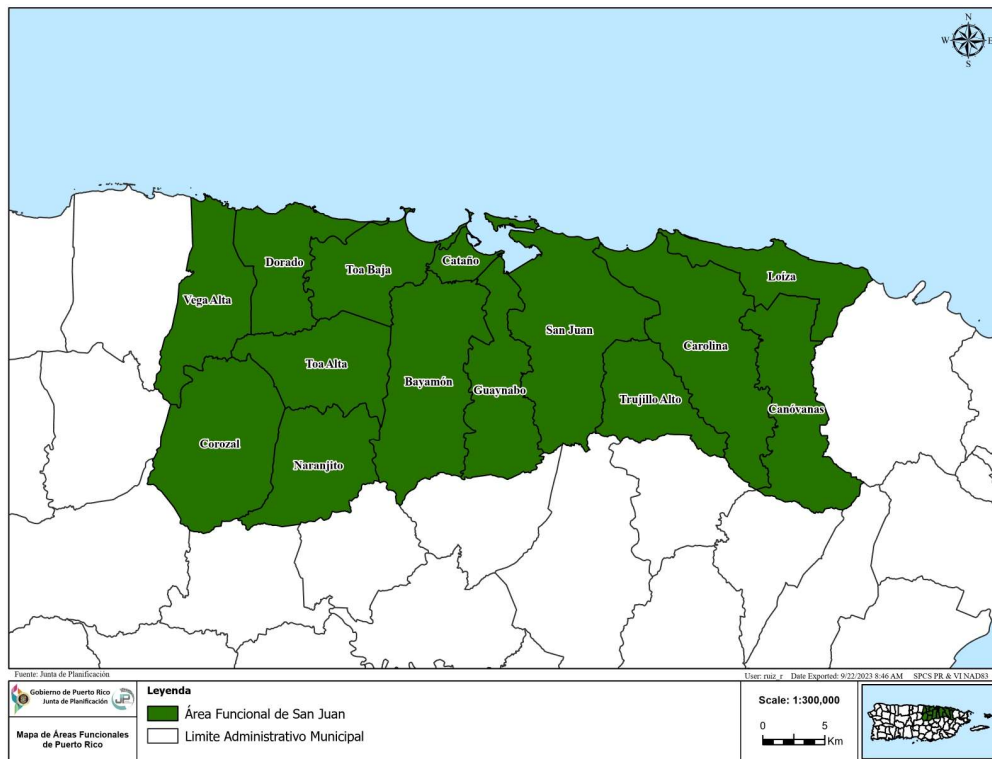 N
W E
S
Dorado
Toa Baja
Cataño
Loíza
Vega Alta
San Juan
Carolina
Toa Alta
Bayamón
Guaynabo
Trujillo Alto
Canóvanas
Corozal
Naranjito
Fuente: Junta de Planificación
User: ruiz_r Date Exported: 9/22/2023 8:46 AM SPCS PR & VI NAD83
Gobierno de Puerto Rico
Junta de Planificación
JP
Mapa de Áreas Funcionales
de Puerto Rico
Leyenda
Área Funcional de San Juan
Limite Administrativo Municipal
Scale: 1:300,000
0 5
Km